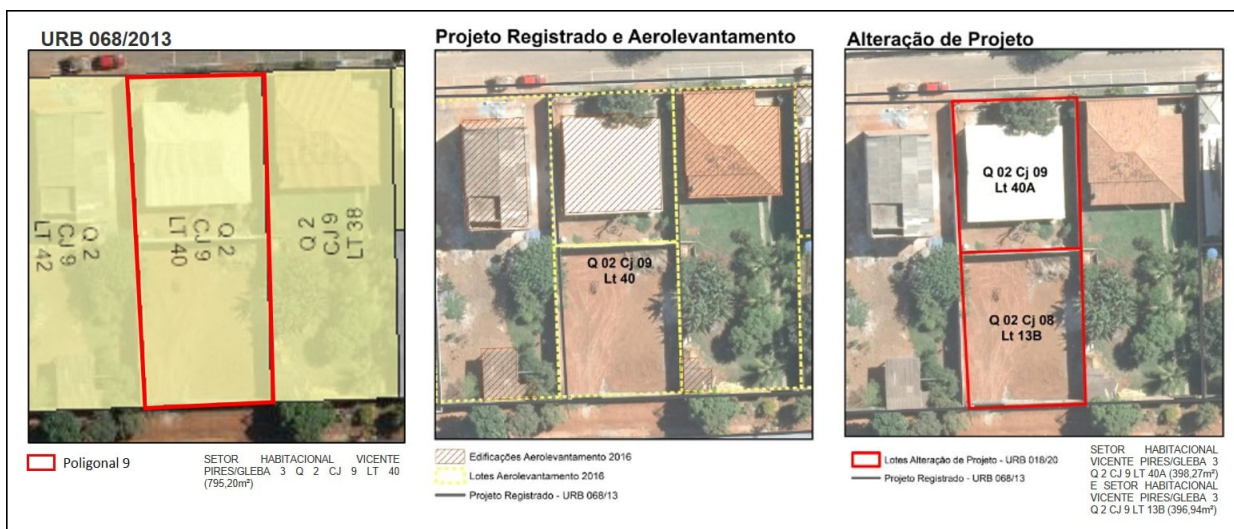 URB 068/2013
Q 2
CJ 9
LT 42
Q 2
CJ 9
LT 40
Q 2
CJ 9
LT 38
Poligonal 9
SETOR HABITACIONAL VICENTE
PIRES/GLEBA 3 Q 2 CJ 9 LT 40
(795,20m²)
Projeto Registrado e Aerolevantamento
Q 02 Cj 09
Lt 40
Edificações Aerolevantamento 2016
Lotes Aerolevantamento 2016
Projeto Registrado - URB 068/13
Alteração de Projeto
Q 02 Cj 09
Lt 40A
Q 02 Cj 08
Lt 13B
Lotes Alteração de Projeto - URB 018/20
Projeto Registrado - URB 068/13
SETOR HABITACIONAL
VICENTE PIRES/GLEBA 3
Q 2 CJ 9 LT 40A (398,27m²)
E SETOR HABITACIONAL
VICENTE PIRES/GLEBA 3
Q 2 CJ 9 LT 13B (396,94m²)